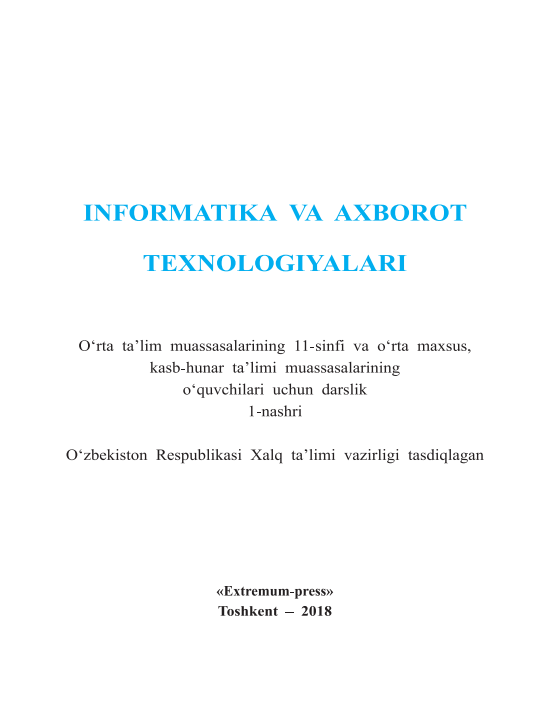 INFORMATIKA VA AXBOROT
TEXNOLOGIYALARI
O‘rta ta’lim muassasalarining 11-sinfi va o‘rta maxsus,
kasb-hunar ta’limi muassasalarining
o‘quvchilari uchun darslik
1-nashri
O‘zbekiston Respublikasi Xalq ta’limi vazirligi tasdiqlagan
«Extremum-press»
Toshkent – 2018